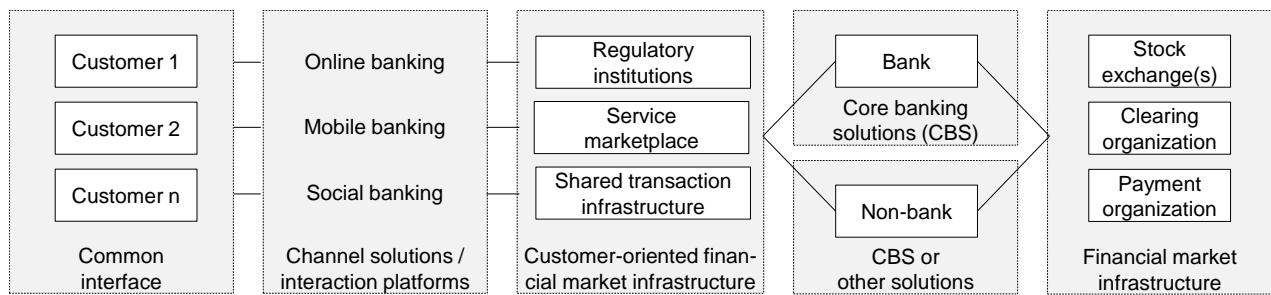 Customer 1
Customer 2
Customer n
Common
interface
Online banking
Mobile banking
Social banking
Channel solutions /
interaction platforms
Regulatory
institutions
Service
marketplace
Shared transaction
infrastructure
Customer-oriented finan-
cial market infrastructure
Bank
Core banking
solutions (CBS)
Non-bank
CBS or
other solutions
Stock
exchange(s)
Clearing
organization
Payment
organization
Financial market
infrastructure